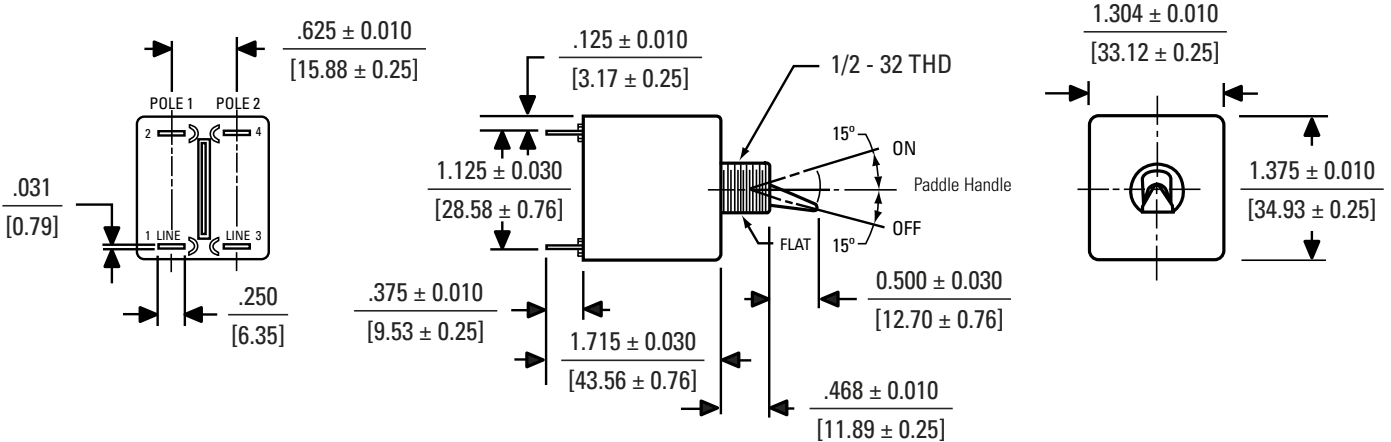 .625 ± 0.010
[15.88 ± 0.25]
POLE 1 POLE 2
2 4
1 LINE LINE 3
.031
[0.79]
.250
[6.35]
.125 ± 0.010
[3.17 ± 0.25]
1/2 - 32 THD
1.125 ± 0.030
[28.58 ± 0.76]
15° ON
Paddle Handle
OFF
15°
FLAT
.375 ± 0.010
[9.53 ± 0.25]
1.715 ± 0.030
[43.56 ± 0.76]
0.500 ± 0.030
[12.70 ± 0.76]
.468 ± 0.010
[11.89 ± 0.25]
1.304 ± 0.010
[33.12 ± 0.25]
1.375 ± 0.010
[34.93 ± 0.25]